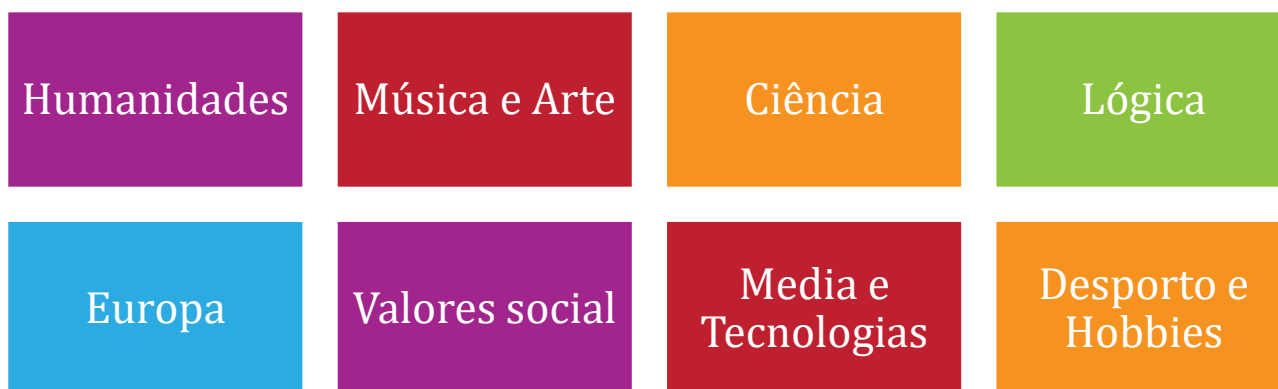 Humanidades
Música e Arte
Ciência
Lógica
Europa
Valores social
Media e
Tecnologias
Desporto e
Hobbies